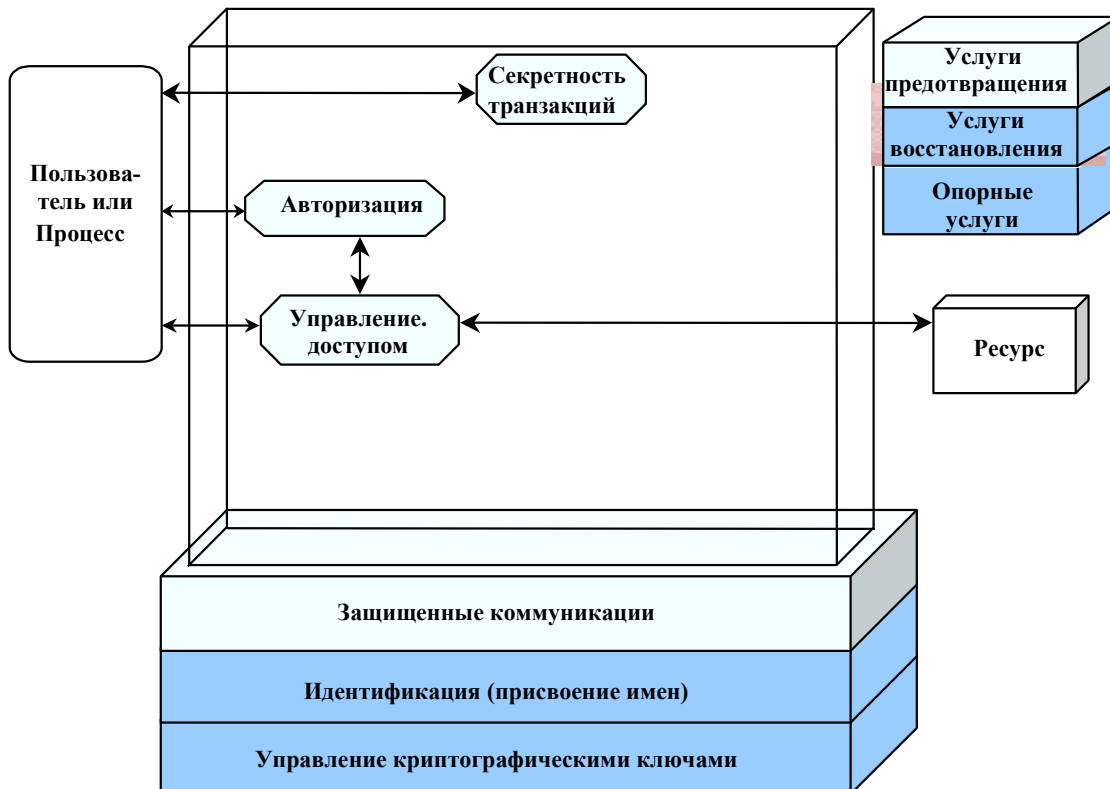 Секретность
транзакций
Услуги
предотвращения
Услуги
восстановления
Опорные
услуги
Пользова-
тель или
Процесс
Авторизация
Управление.
доступом
Ресурс
Защищенные коммуникации
Идентификация (присвоение имен)
Управление криптографическими ключами